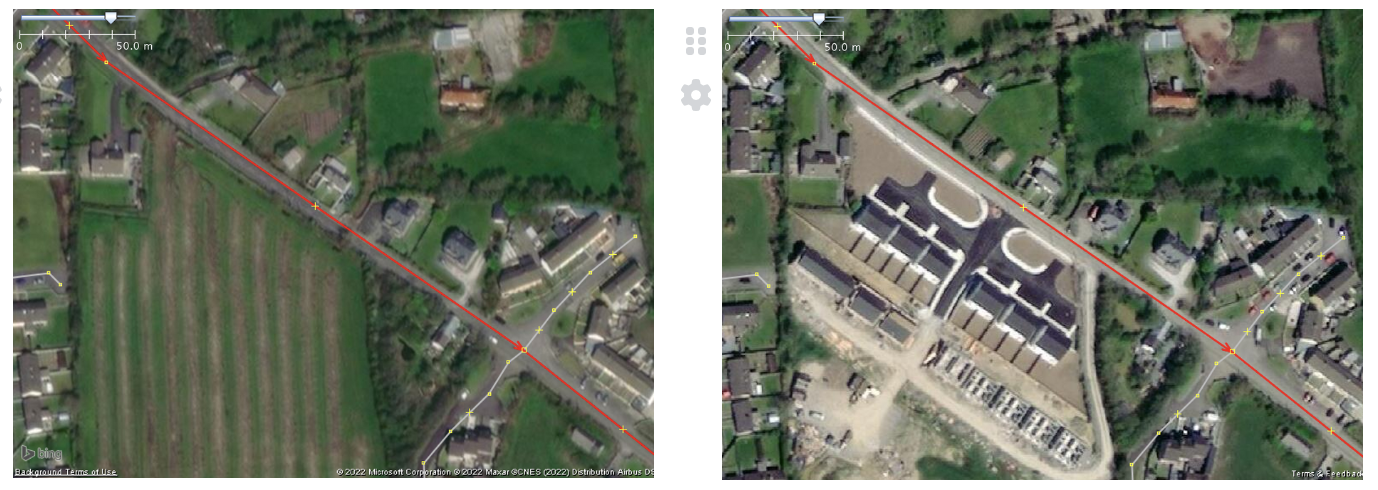 0 50.0 m
0 50.0 m
bing
Background Terms of Use
© 2022 Microsoft Corporation © 2022 Maxar ©CNES (2022) Distribution Airbus DS
Terms & Feedback